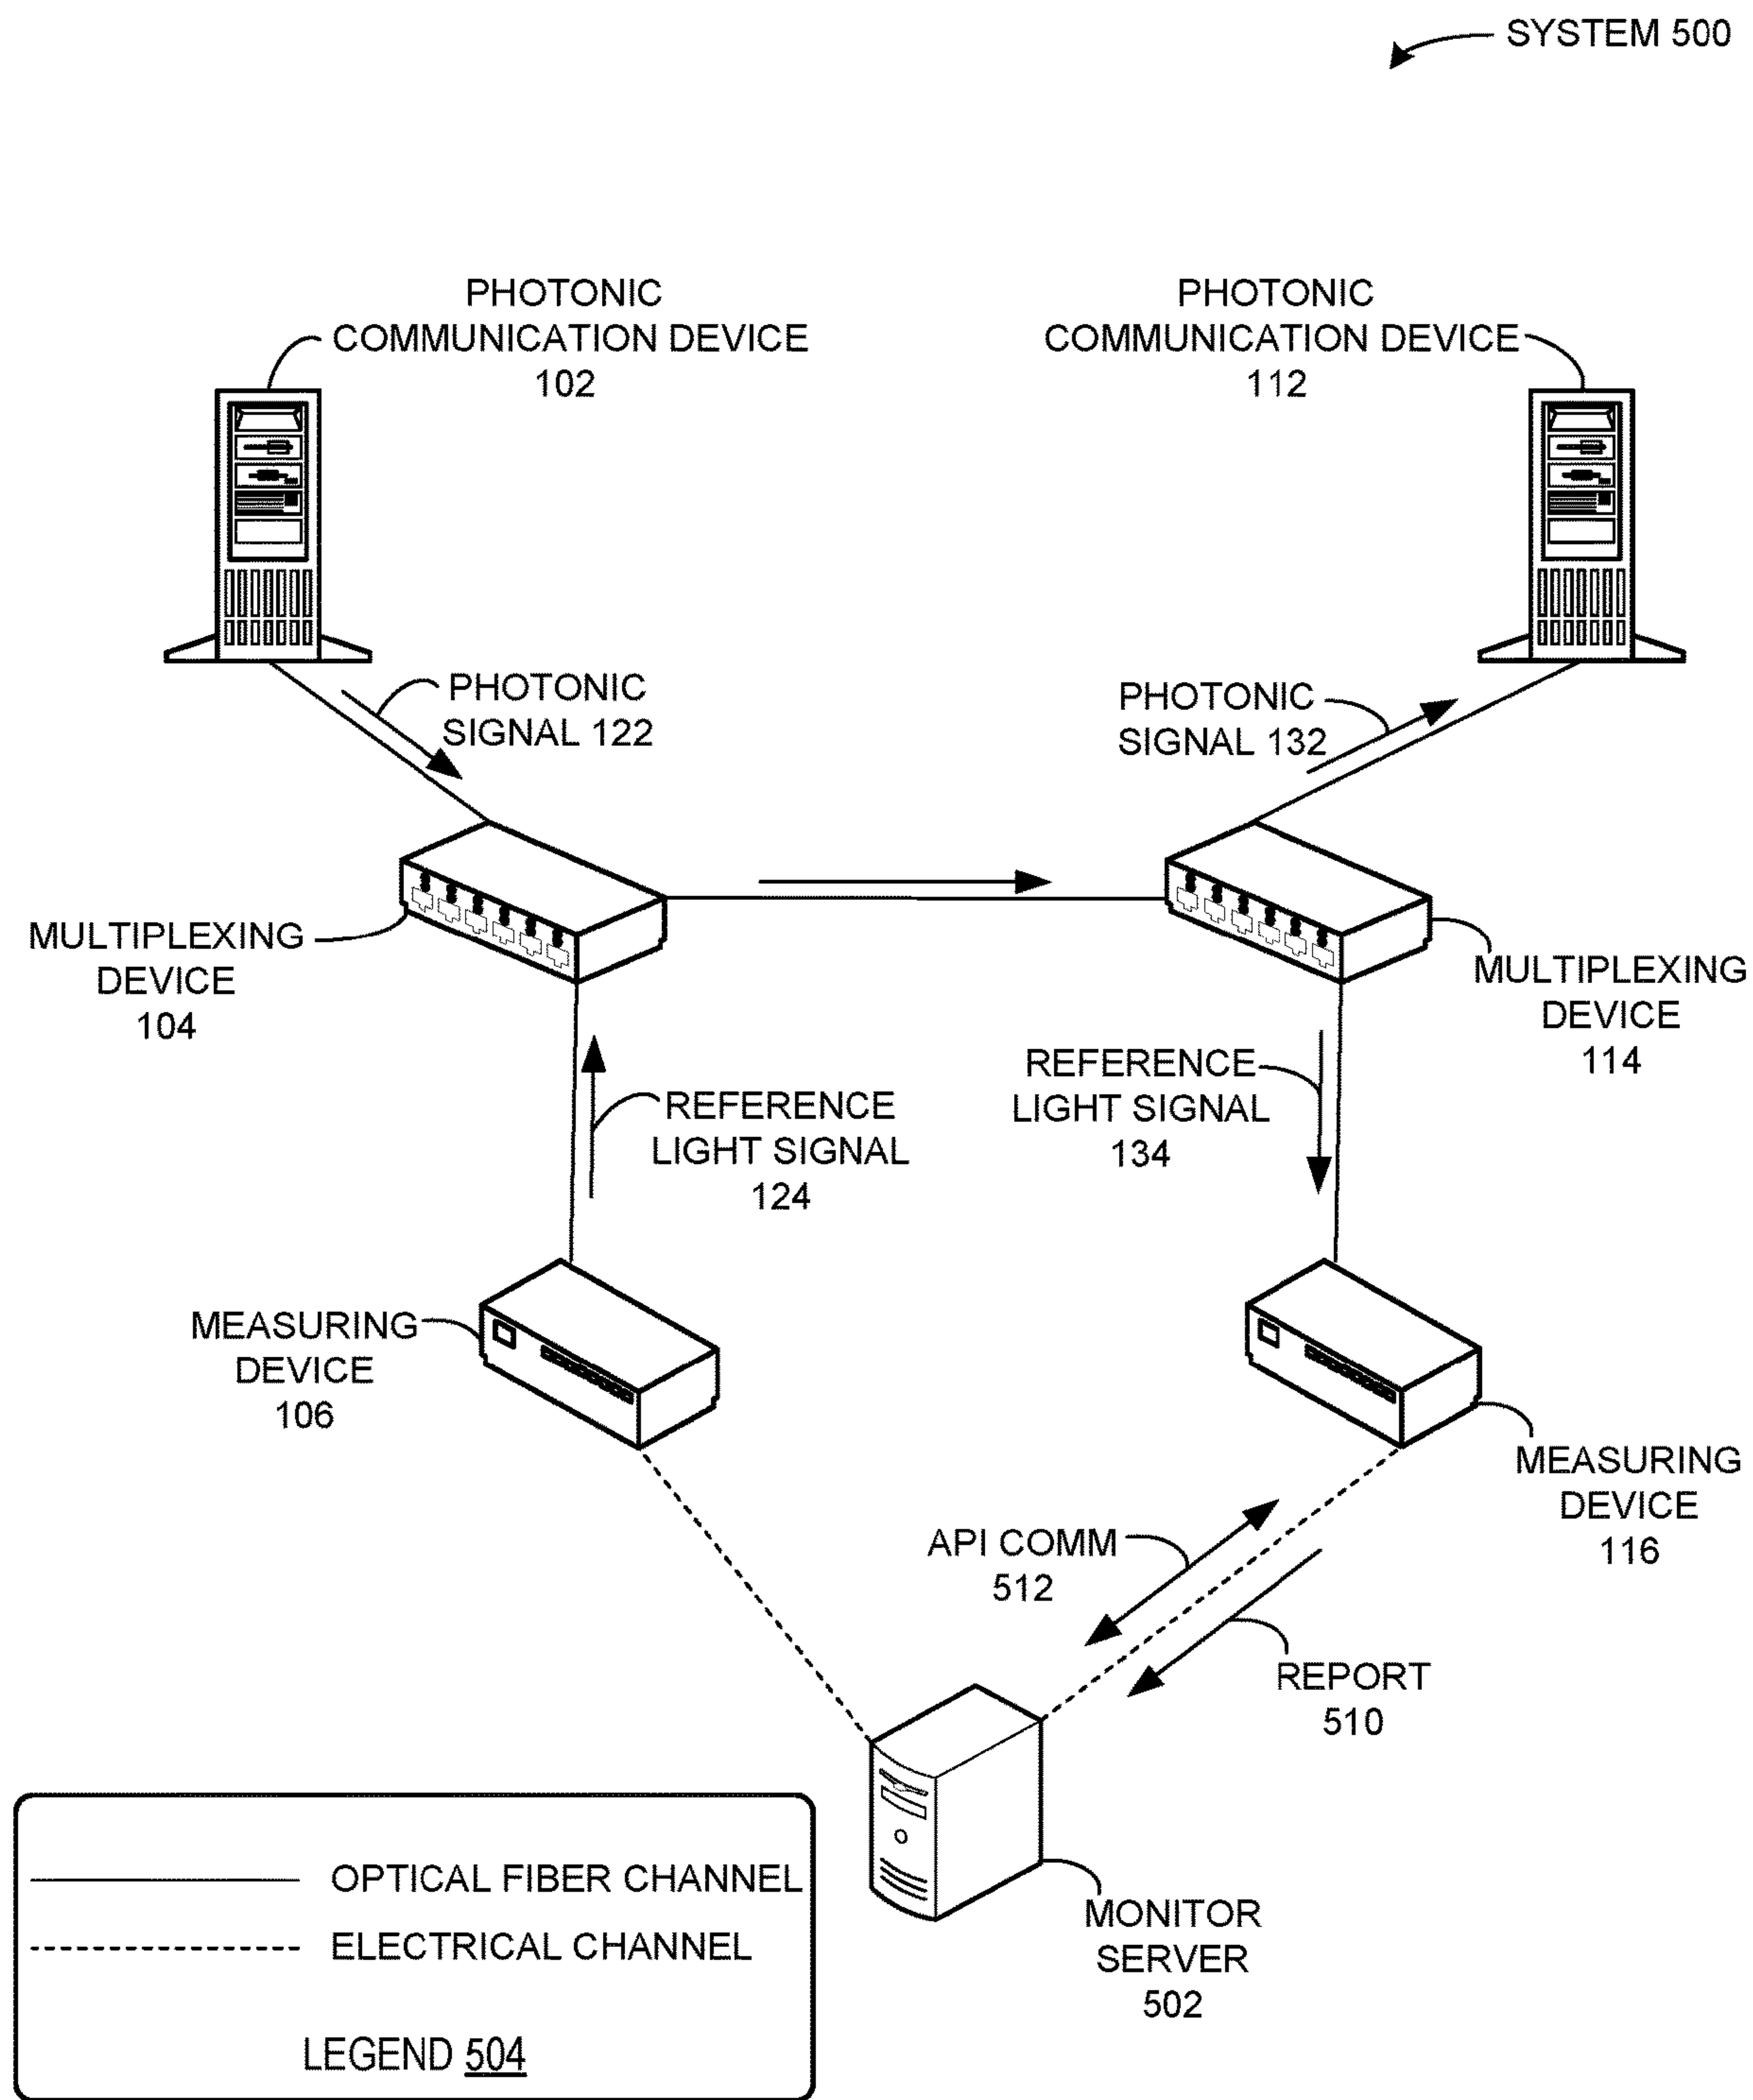 SYSTEM 500
PHOTONIC
COMMUNICATION DEVICE
102
PHOTONIC
COMMUNICATION DEVICE
112
PHOTONIC
SIGNAL 122
PHOTONIC
SIGNAL 132
MULTIPLEXING
DEVICE
104
MULTIPLEXING
DEVICE
114
REFERENCE
LIGHT SIGNAL
124
REFERENCE
LIGHT SIGNAL
134
MEASURING
DEVICE
106
MEASURING
DEVICE
116
API COMM
512
REPORT
510
MONITOR
SERVER
502
OPTICAL FIBER CHANNEL
ELECTRICAL CHANNEL
LEGEND 504